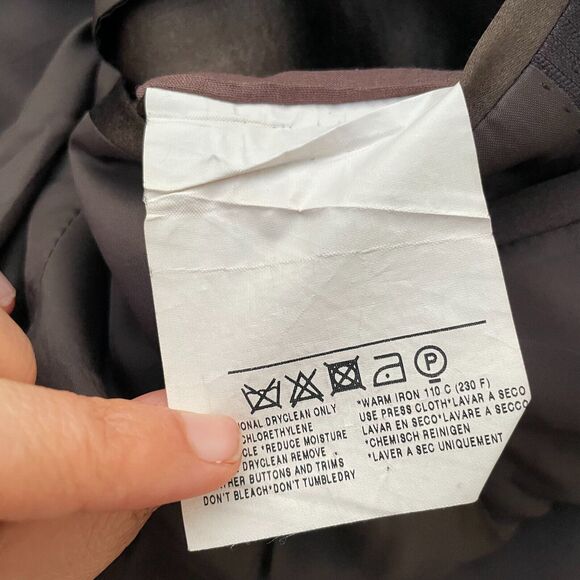 P
ONAL DRYCLEAN ONLY
CHLORETHYLENE
CLE *REDUCE MOISTURE
DRYCLEAN REMOVE
HER BUTTONS AND TRIMS
DON'T BLEACH*DON'T TUMBLEDRY
*WARM IRON 110 C (230 F)
USE PRESS CLOTH*LAVAR A SECO
LAVAR EN SECO*LAVARE A SECCO
*CHEMISCH REINIGEN
*LAVER A SEC UNIQUEMENT